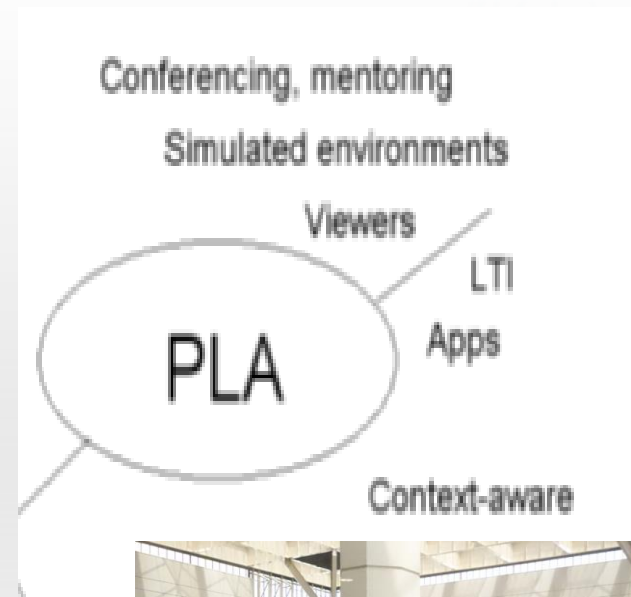 Conferencing, mentoring
Simulated environments
Viewers
LTI
PLA
Apps
Context-aware